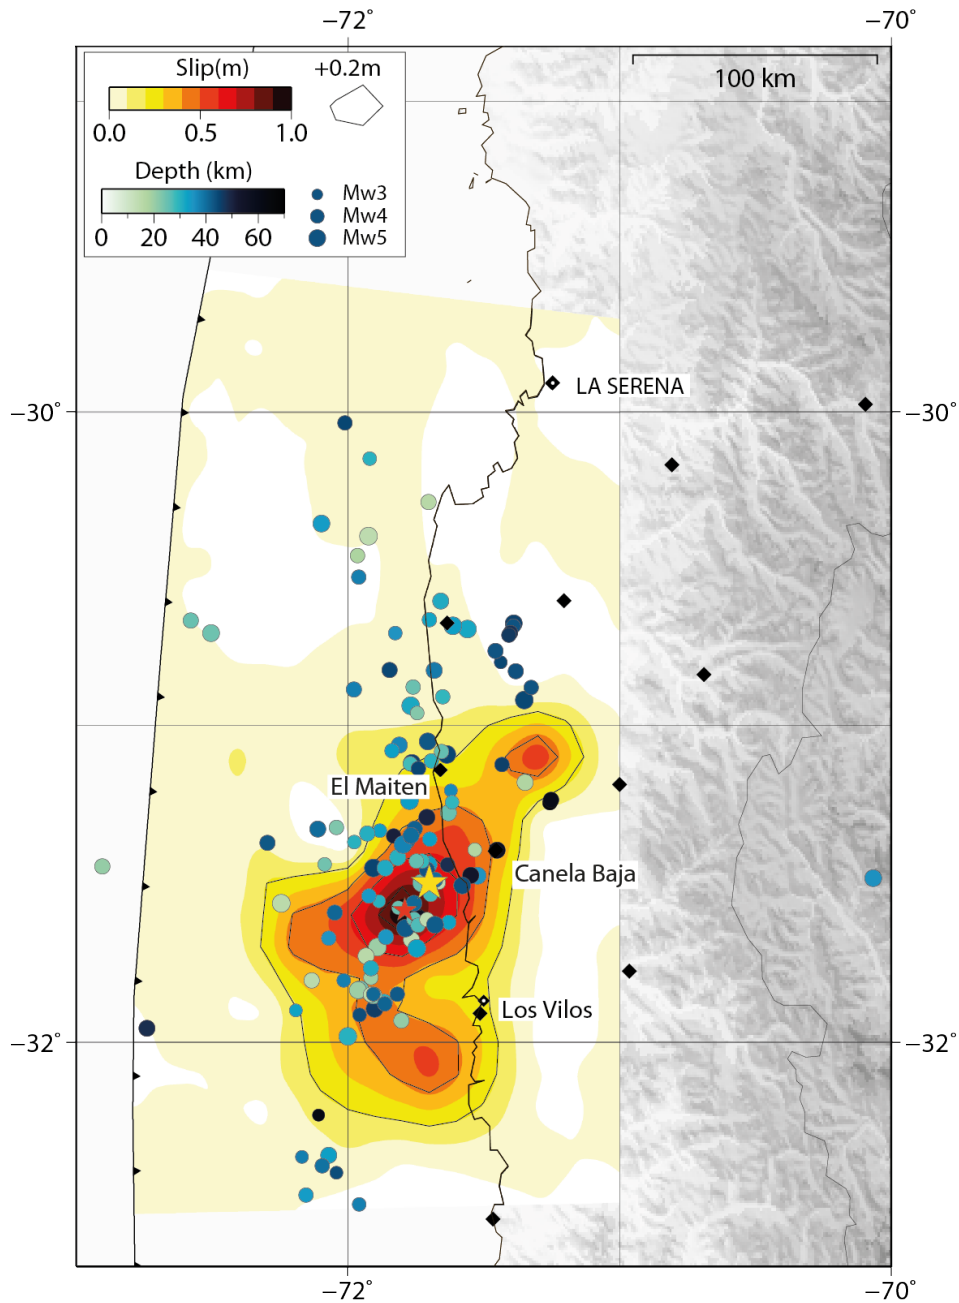 −72°
−70°
Slip(m)
+0.2m
0.0
0.5
1.0
Depth (km)
0
20
40
60
Mw3
Mw4
Mw5
100 km
LA SERENA
−30°
−30°
El Maiten
Canela Baja
Los Vilos
−32°
−32°
−72°
−70°